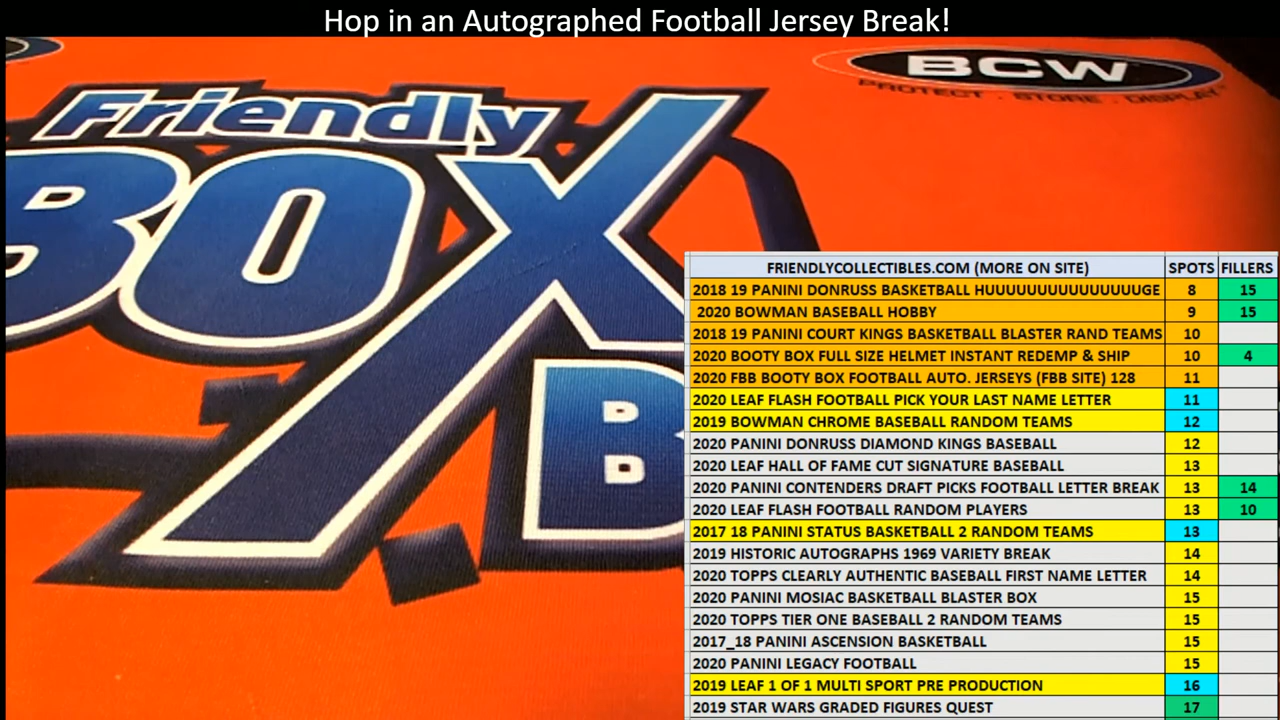 Hop in an Autographed Football Jersey Break!
BCW
PROTECT . STORE . DISPLAY
Friendly
BOX
B
FRIENDLYCOLLECTIBLES.COM (MORE ON SITE) SPOTS FILLERS
2018 19 PANINI DONRUSS BASKETBALL HUUUUUUUUUUUUUUUGE 8 15
2020 BOWMAN BASEBALL HOBBY 9 15
2018 19 PANINI COURT KINGS BASKETBALL BLASTER RAND TEAMS 10
2020 BOOTY BOX FULL SIZE HELMET INSTANT REDEMP & SHIP 10 4
2020 FBB BOOTY BOX FOOTBALL AUTO. JERSEYS (FBB SITE) 128 11
2020 LEAF FLASH FOOTBALL PICK YOUR LAST NAME LETTER 11
2019 BOWMAN CHROME BASEBALL RANDOM TEAMS 12
2020 PANINI DONRUSS DIAMOND KINGS BASEBALL 12
2020 LEAF HALL OF FAME CUT SIGNATURE BASEBALL 13
2020 PANINI CONTENDERS DRAFT PICKS FOOTBALL LETTER BREAK 13 14
2020 LEAF FLASH FOOTBALL RANDOM PLAYERS 13 10
2017 18 PANINI STATUS BASKETBALL 2 RANDOM TEAMS 13
2019 HISTORIC AUTOGRAPHS 1969 VARIETY BREAK 14
2020 TOPPS CLEARLY AUTHENTIC BASEBALL FIRST NAME LETTER 14
2020 PANINI MOSIAC BASKETBALL BLASTER BOX 15
2020 TOPPS TIER ONE BASEBALL 2 RANDOM TEAMS 15
2017_18 PANINI ASCENSION BASKETBALL 15
2020 PANINI LEGACY FOOTBALL 15
2019 LEAF 1 OF 1 MULTI SPORT PRE PRODUCTION 16
2019 STAR WARS GRADED FIGURES QUEST 17